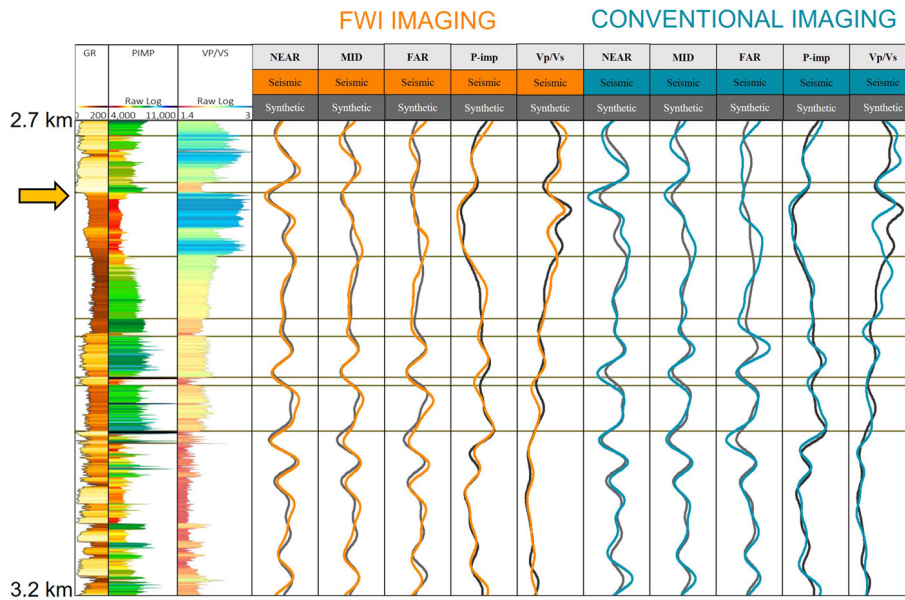 FWI IMAGING CONVENTIONAL IMAGING
GR PIMP VP/VS NEAR MID FAR P-imp Vp/Vs NEAR MID FAR P-imp Vp/Vs
Seismic Seismic Seismic Seismic Seismic Seismic Seismic Seismic Seismic Seismic
Raw Log Raw Log Synthetic Synthetic Synthetic Synthetic Synthetic Synthetic Synthetic Synthetic Synthetic Synthetic
2.7 km 0 200 4,000 11,000 1.4 3
3.2 km